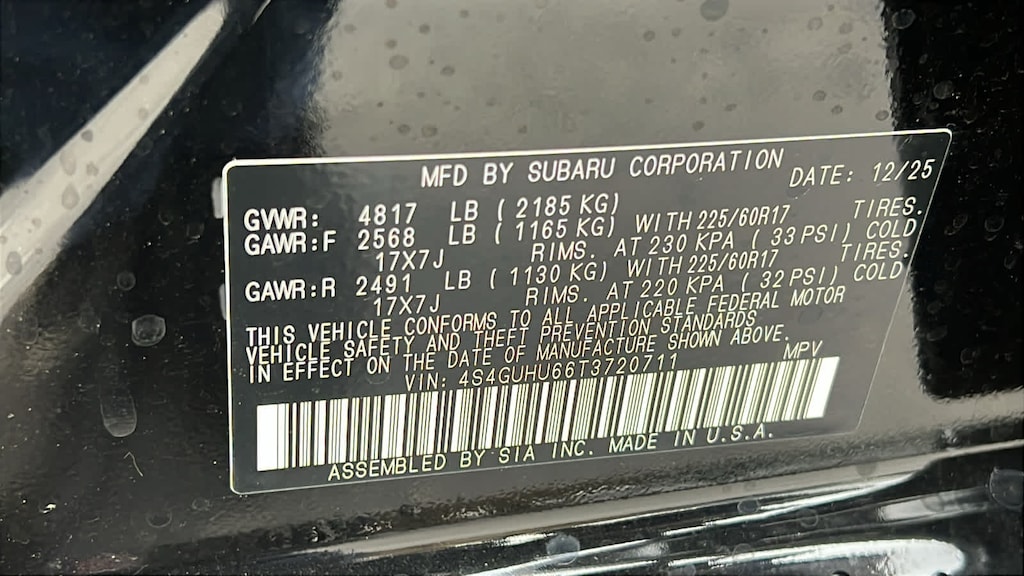 MFD BY SUBARU CORPORATION DATE: 12/25
GVWR: 4817 LB ( 2185 KG)
GAWR:F 2568 LB ( 1165 KG) WITH 225/60R17 TIRES.
17X7J RIMS. AT 230 KPA ( 33 PSI) COLD
GAWR:R 2491 LB ( 1130 KG) WITH 225/60R17 TIRES.
17X7J RIMS. AT 220 KPA ( 32 PSI) COLD
THIS VEHICLE CONFORMS TO ALL APPLICABLE FEDERAL MOTOR
VEHICLE SAFETY AND THEFT PREVENTION STANDARDS
IN EFFECT ON THE DATE OF MANUFACTURE SHOWN ABOVE.
VIN: 4S4GUHU66T3720711 MPV
ASSEMBLED BY SIA INC. MADE IN U.S.A.